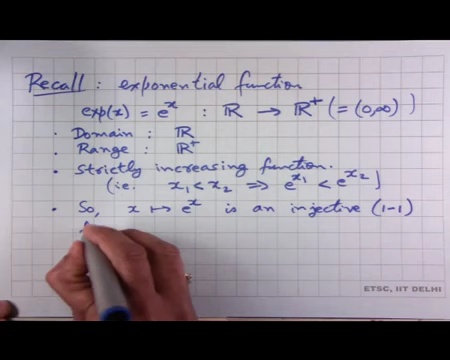 Recall : exponential function
exp(x) = e^x : ℝ → ℝ⁺ (= (0,∞))
· Domain : ℝ
· Range : ℝ⁺
· Strictly increasing function.
(i.e. x₁ < x₂ ⇒ e^x₁ < e^x₂)
· So, x ↦ e^x is an injective (1-1)
ETSC, IIT DELHI